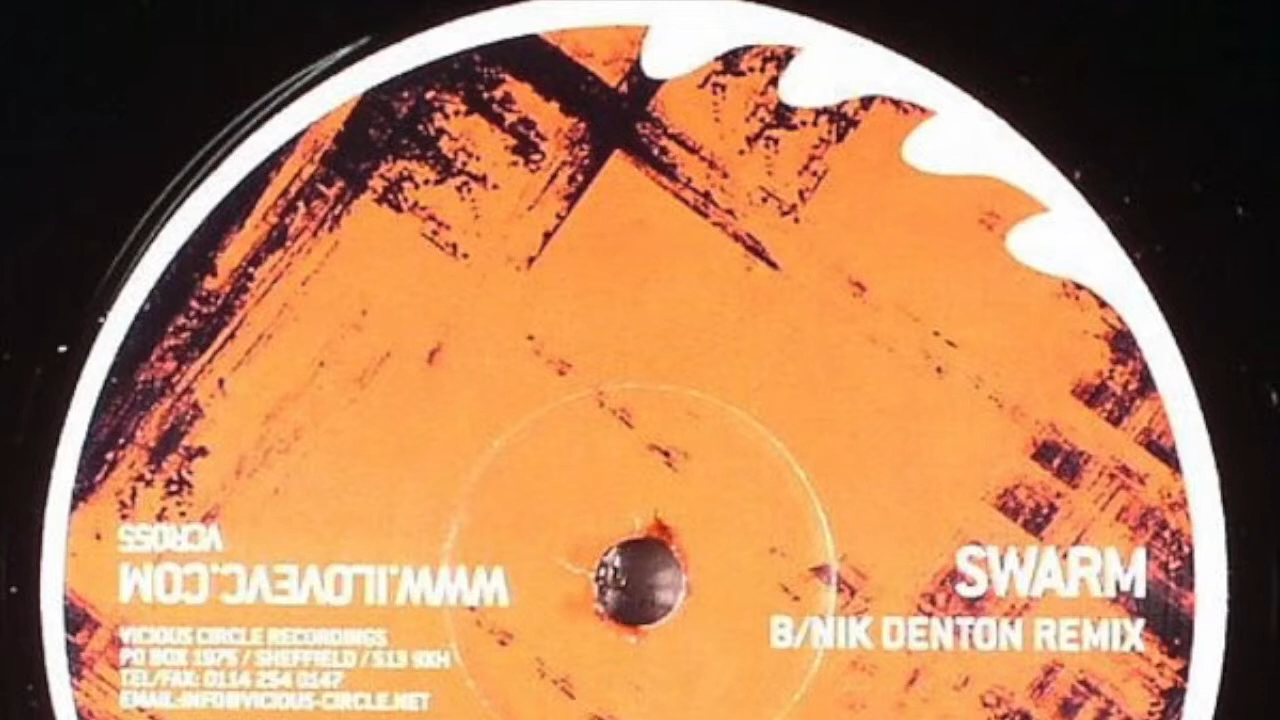 VCR055
WWW.ILOVEVC.COM
VICIOUS CIRCLE RECORDINGS
PO BOX 1975 / SHEFFIELD / S13 9XH
TEL/FAX: 0114 254 0147
EMAIL:INFO@VICIOUS-CIRCLE.NET
SWARM
B/NIK DENTON REMIX